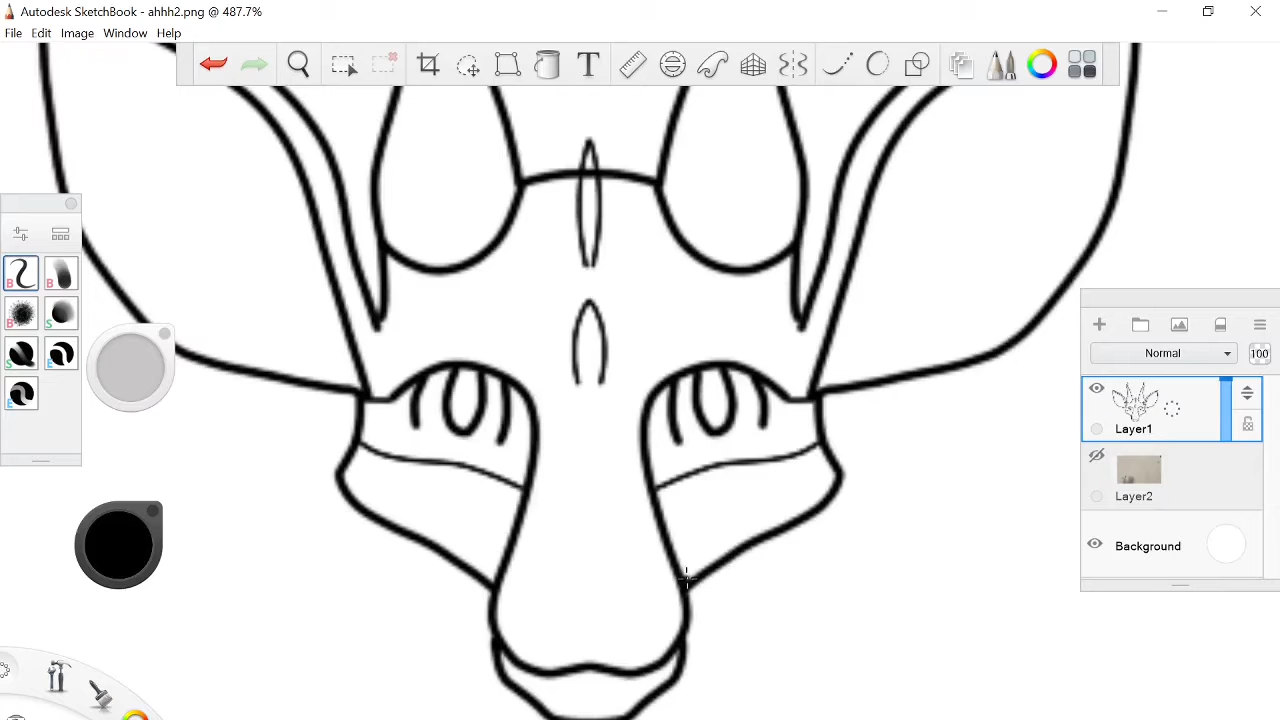 Autodesk SketchBook - ahhh2.png @ 487.7%
File Edit Image Window Help
T
B B
B S
S E
E
Normal 100
Layer1
Layer2
Background